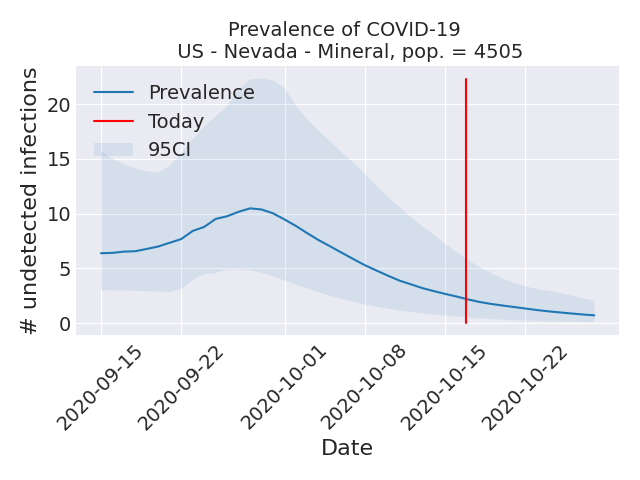 Prevalence of COVID-19
US - Nevada - Mineral, pop. = 4505
# undetected infections
20
15
10
5
0
Prevalence
Today
95CI
2020-09-15
2020-09-22
2020-10-01
2020-10-08
2020-10-15
2020-10-22
Date